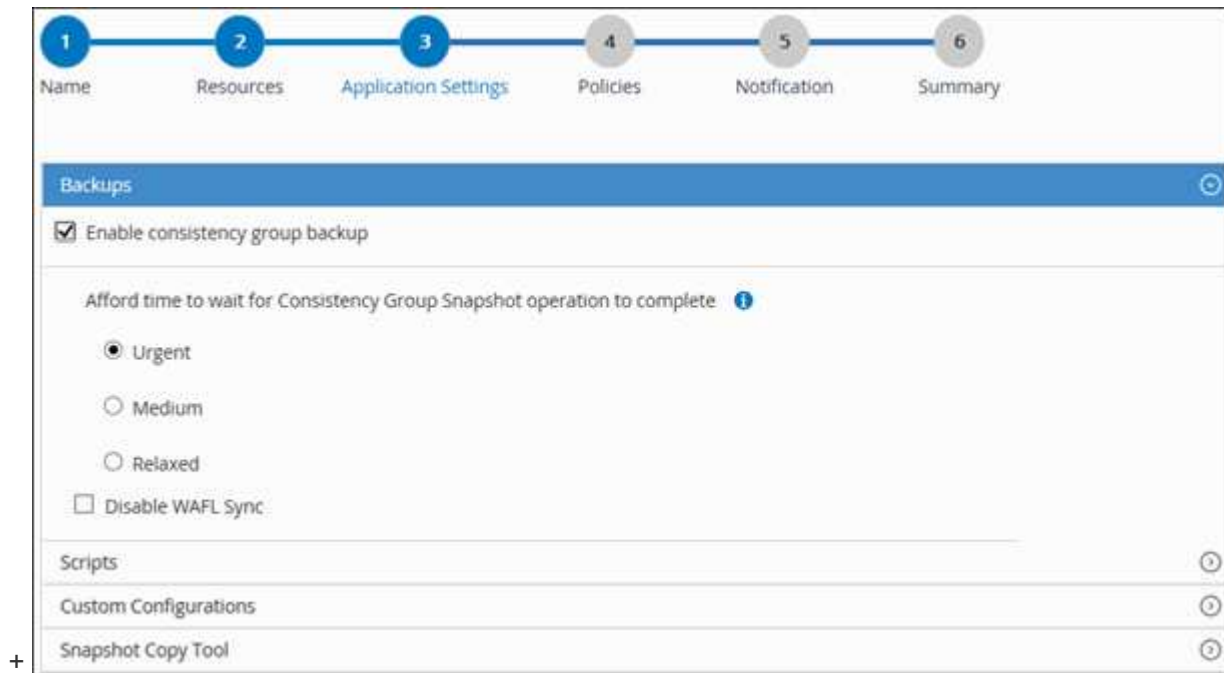 1 2 3 4 5 6
Name Resources Application Settings Policies Notification Summary
Backups
Enable consistency group backup
Afford time to wait for Consistency Group Snapshot operation to complete
Urgent
Medium
Relaxed
Disable WAFL Sync
Scripts
Custom Configurations
Snapshot Copy Tool
+